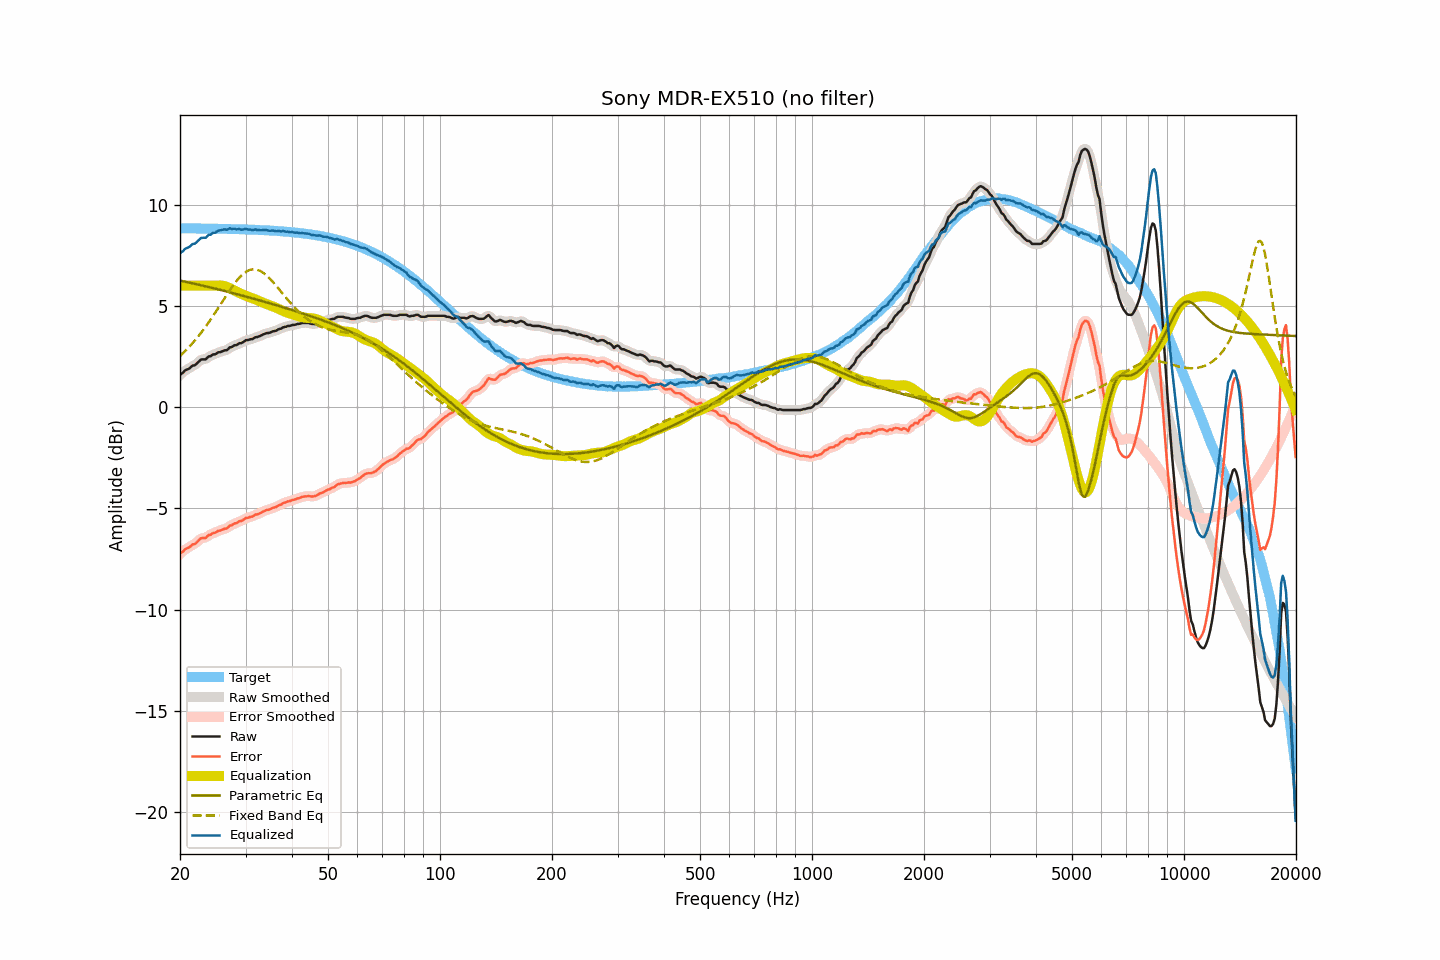 Sony MDR-EX510 (no filter)
Amplitude (dBr)
10
5
0
−5
−10
−15
−20
Target
Raw Smoothed
Error Smoothed
Raw
Error
Equalization
Parametric Eq
Fixed Band Eq
Equalized
20 50 100 200 500 1000 2000 5000 10000 20000
Frequency (Hz)